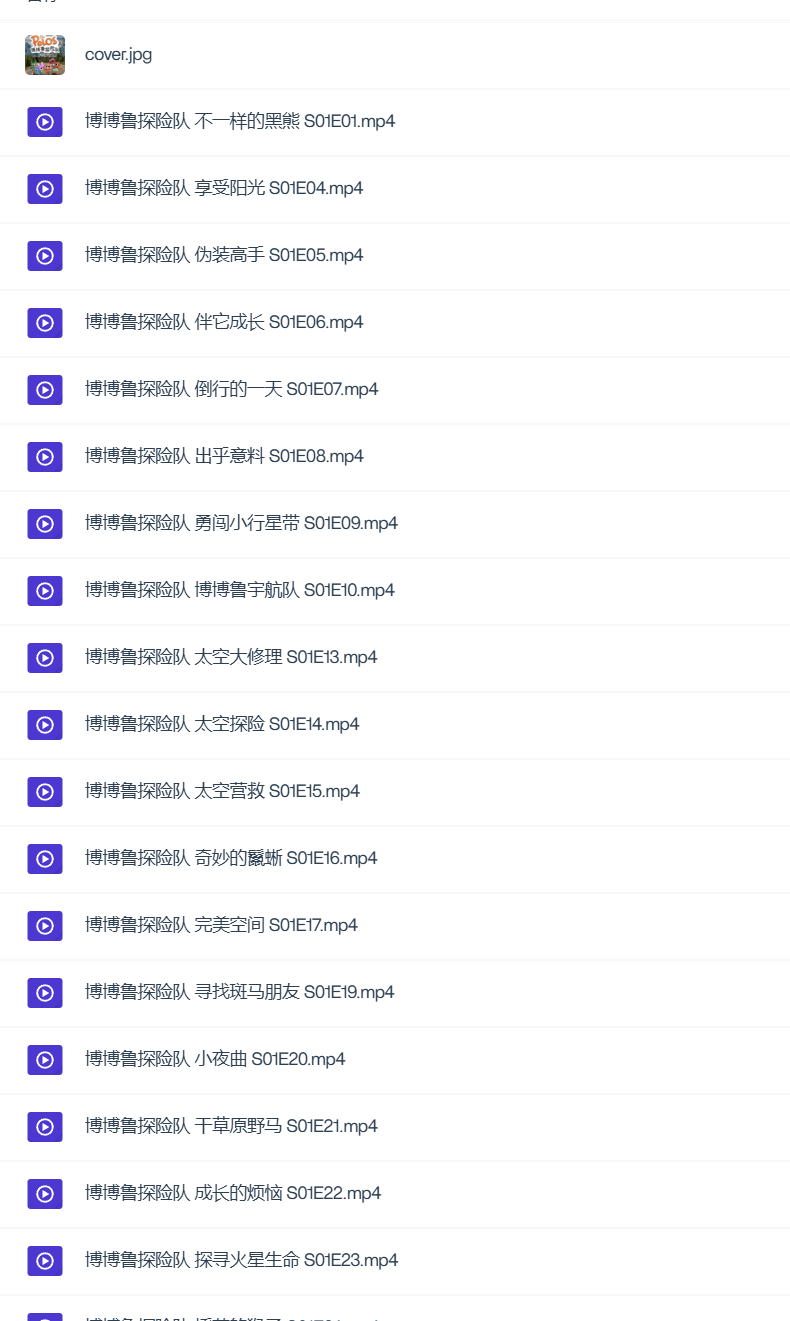 cover.jpg
博博鲁探险队 不一样的黑熊 S01E01.mp4
博博鲁探险队 享受阳光 S01E04.mp4
博博鲁探险队 伪装高手 S01E05.mp4
博博鲁探险队 伴它成长 S01E06.mp4
博博鲁探险队 倒行的一天 S01E07.mp4
博博鲁探险队 出乎意料 S01E08.mp4
博博鲁探险队 勇闯小行星带 S01E09.mp4
博博鲁探险队 博博鲁宇航队 S01E10.mp4
博博鲁探险队 太空大修理 S01E13.mp4
博博鲁探险队 太空探险 S01E14.mp4
博博鲁探险队 太空营救 S01E15.mp4
博博鲁探险队 奇妙的鬣蜥 S01E16.mp4
博博鲁探险队 完美空间 S01E17.mp4
博博鲁探险队 寻找斑马朋友 S01E19.mp4
博博鲁探险队 小夜曲 S01E20.mp4
博博鲁探险队 干草原野马 S01E21.mp4
博博鲁探险队 成长的烦恼 S01E22.mp4
博博鲁探险队 探寻火星生命 S01E23.mp4